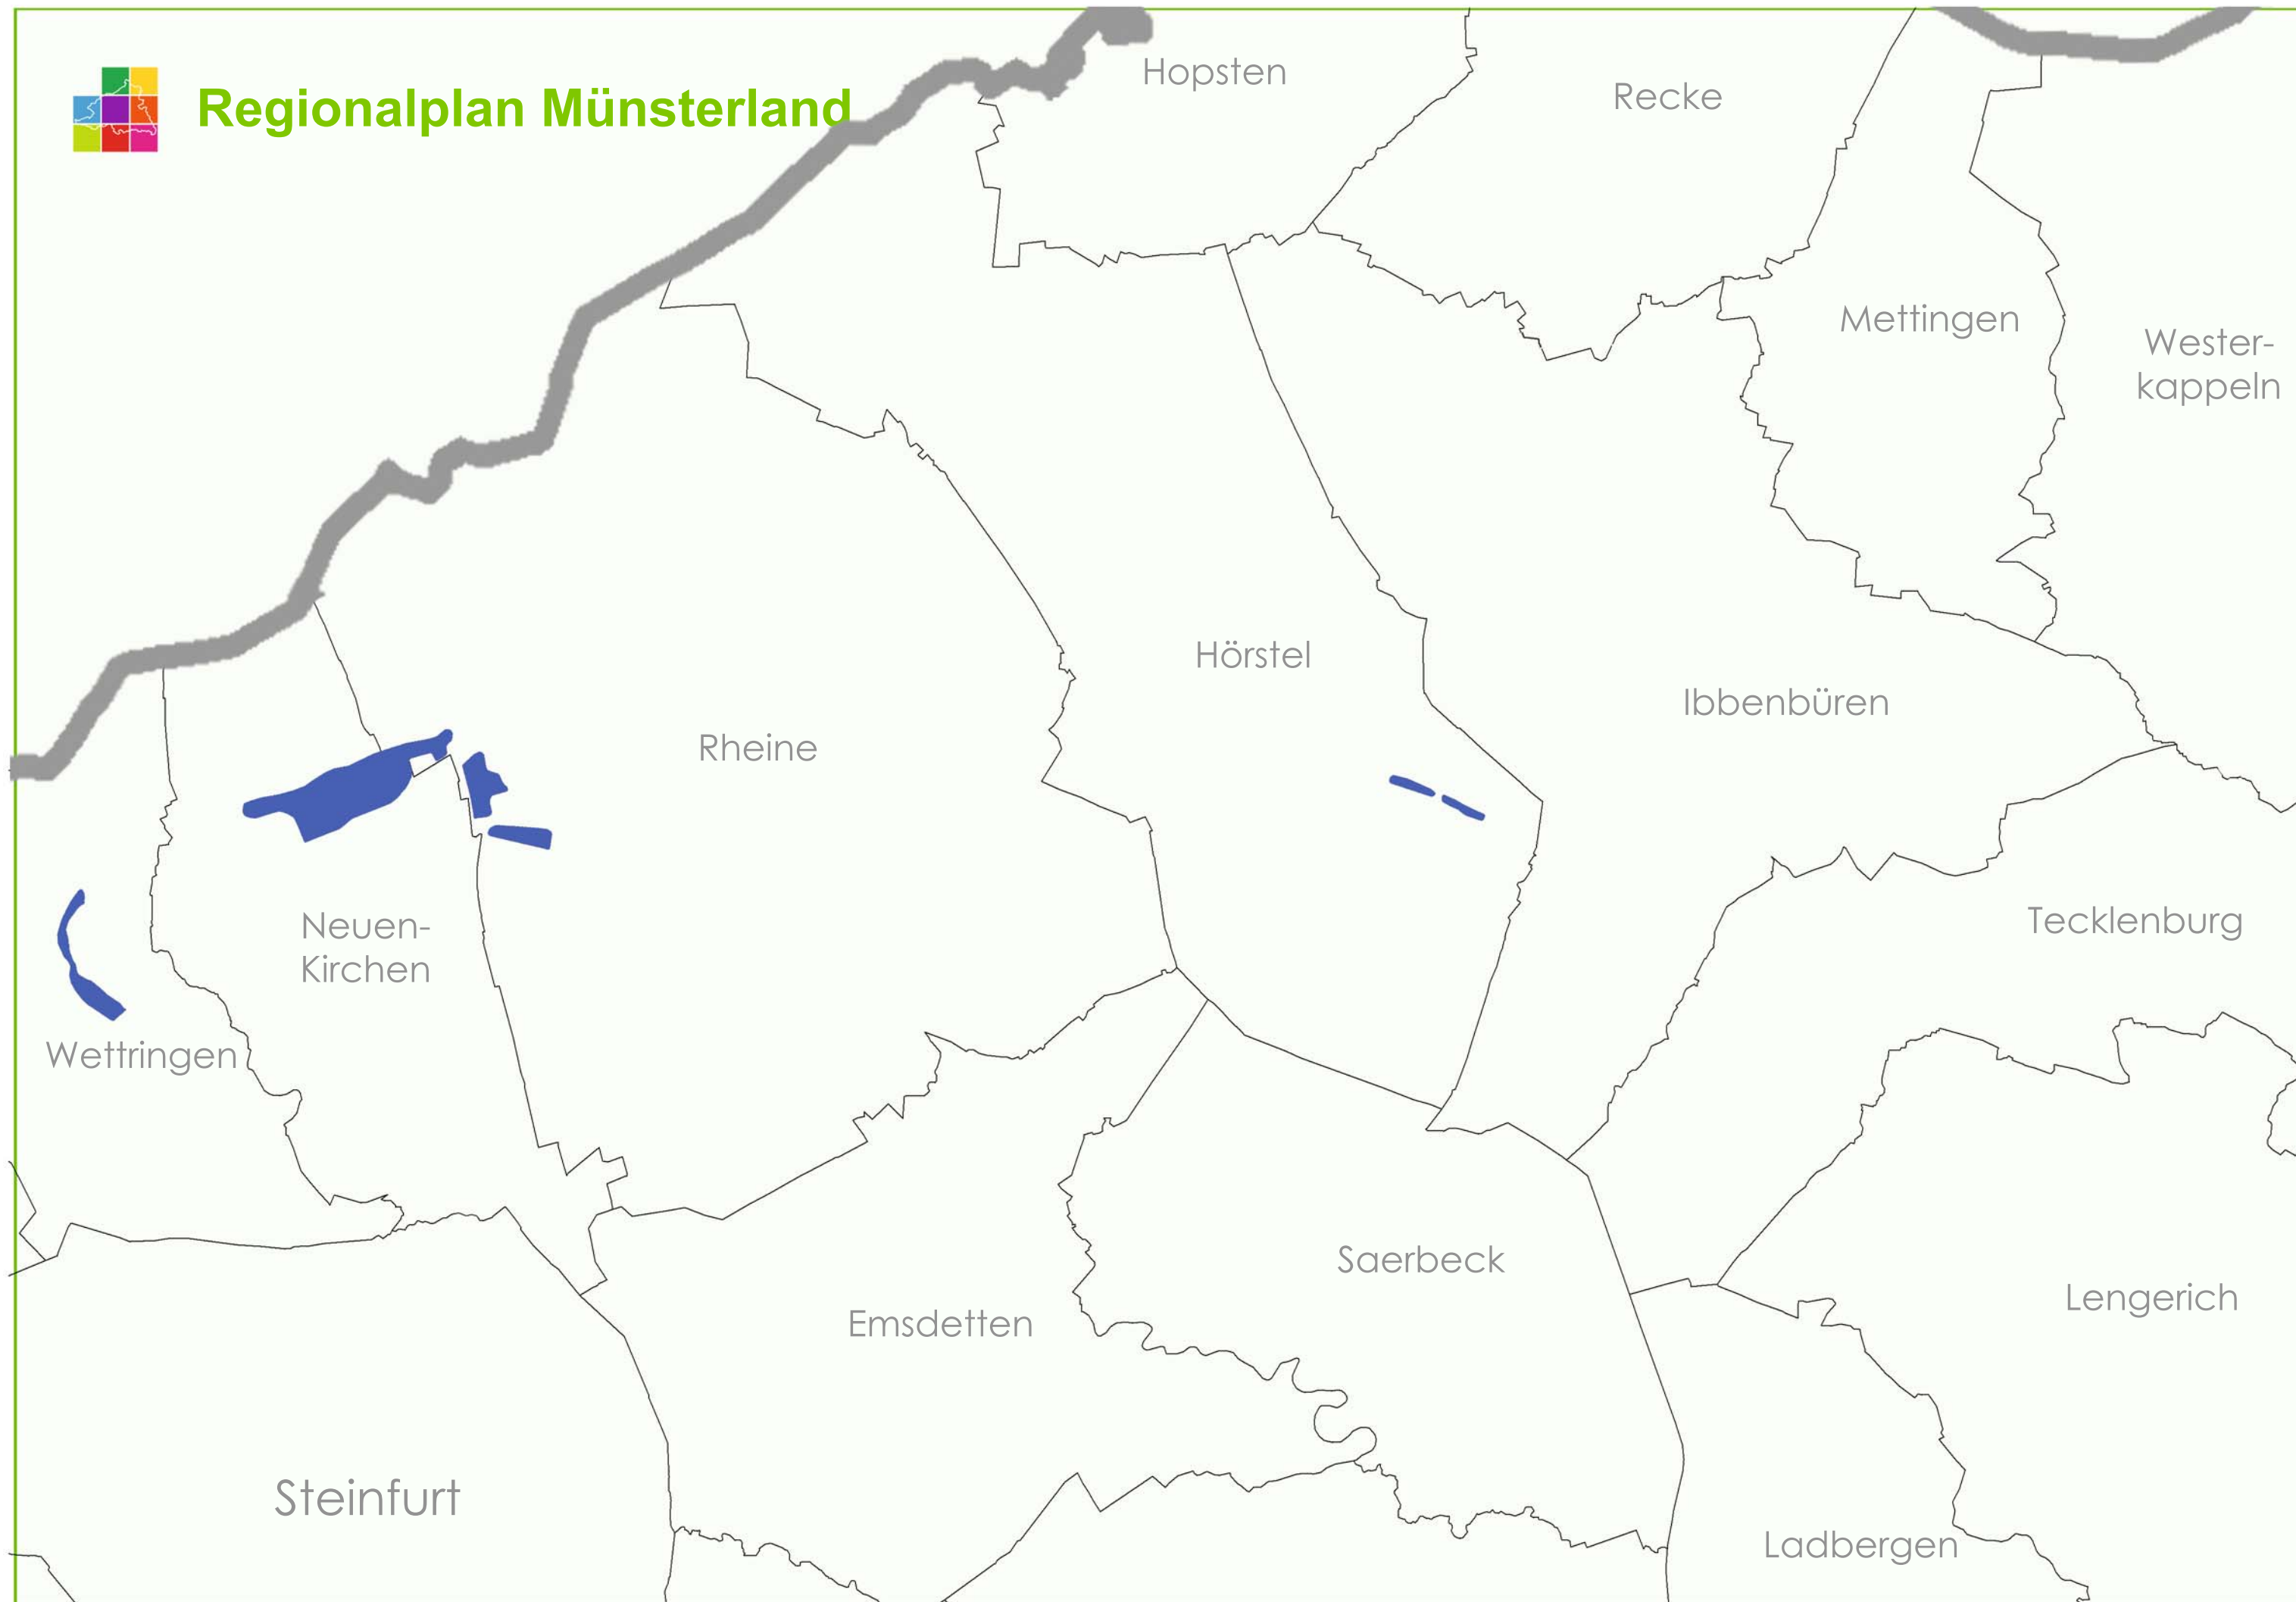 Regionalplan Münsterland
Hopsten
Recke
Mettingen
Wester-
kappeln
Hörstel
Ibbenbüren
Rheine
Neuen-
Kirchen
Tecklenburg
Wettringen
Saerbeck
Lengerich
Emsdetten
Steinfurt
Ladbergen